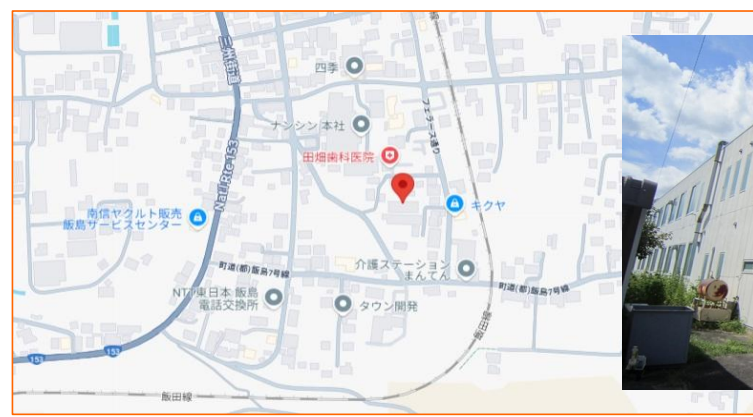 三州街道
Nat'l Rte 153
四季
ナンシン 本社
フェラース通り
田畑歯科医院
キクヤ
南信ヤクルト販売
飯島サービスセンター
介護ステーション
まんてん
町道(都)飯島7号線
町道(都)飯島7号線
NTT東日本 飯島
電話交換所
タウン開発
飯田線
153
153
飯田線